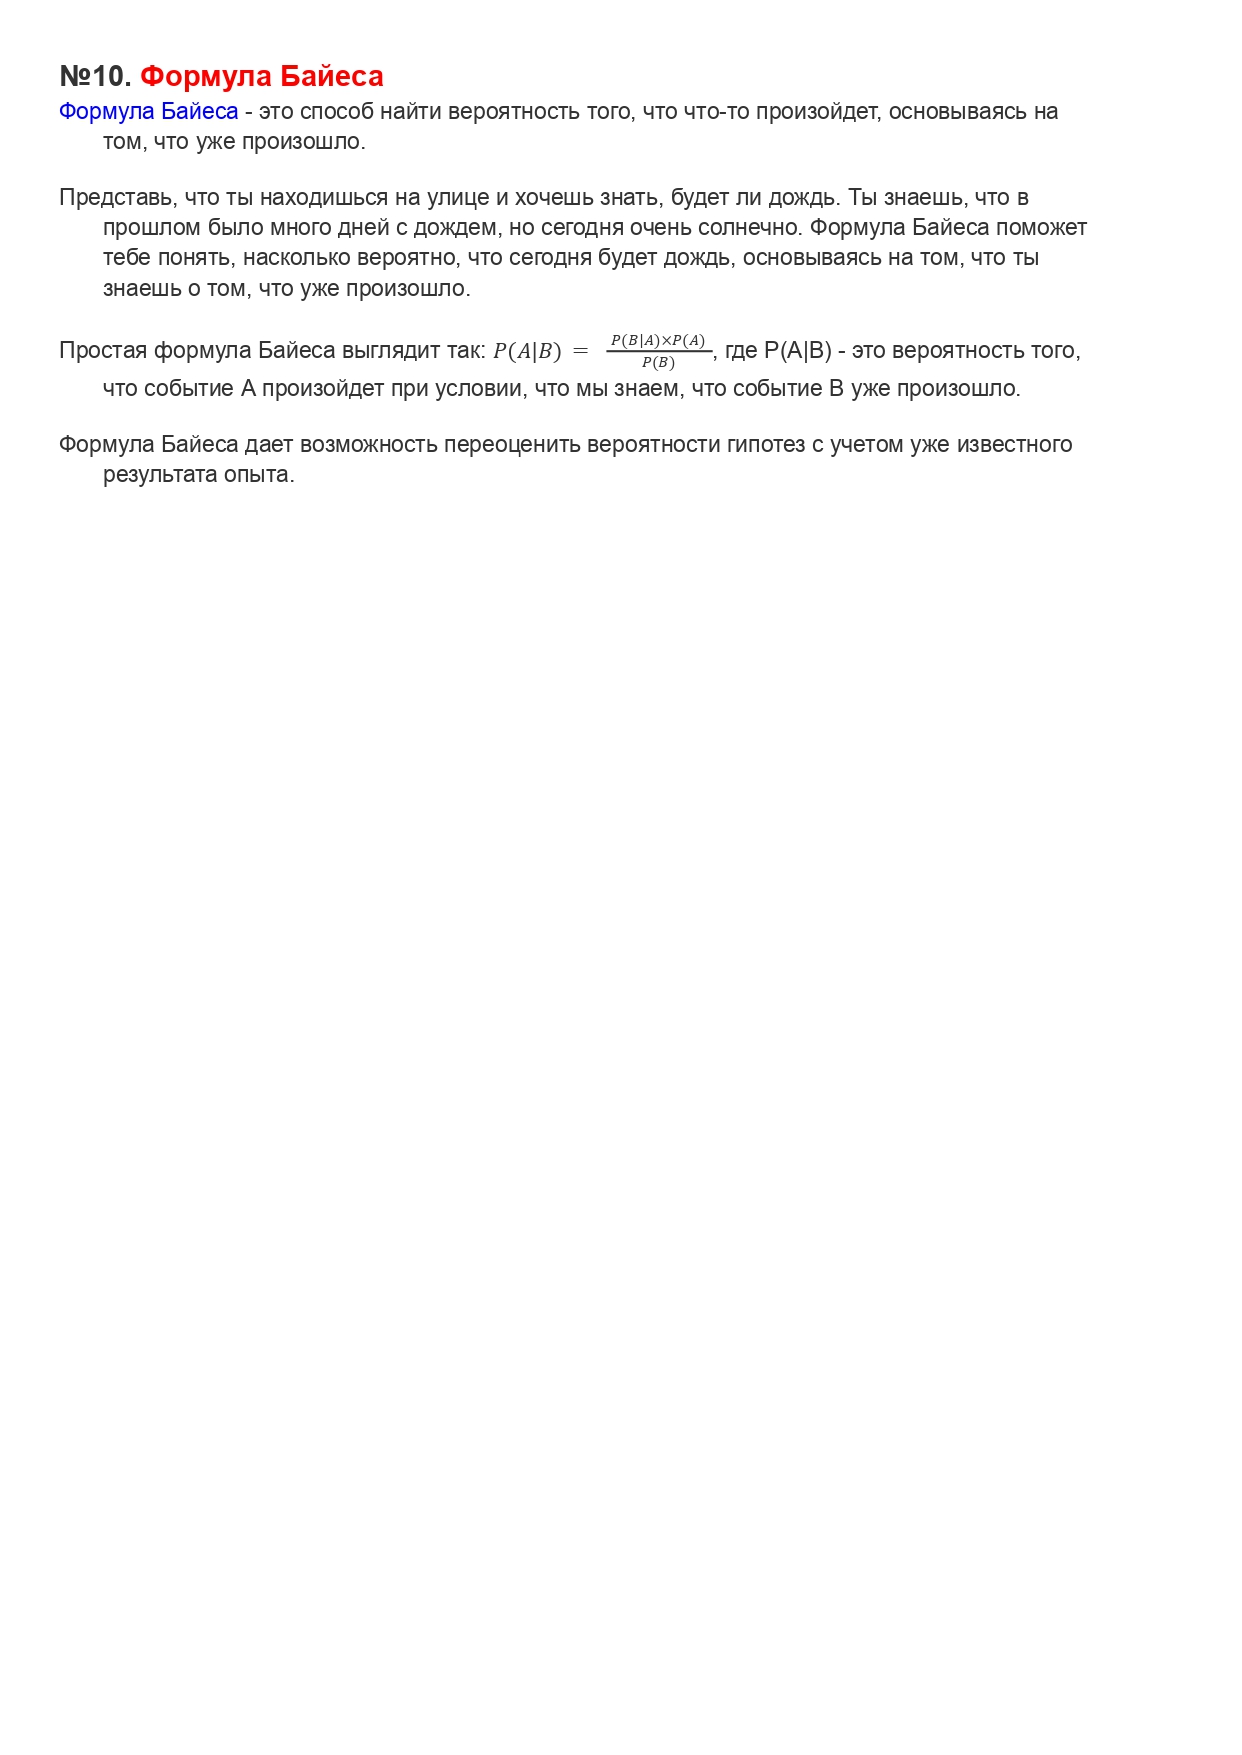 №10. Формула Байеса
Формула Байеса - это способ найти вероятность того, что что-то произойдет, основываясь на
том, что уже произошло.
Представь, что ты находишься на улице и хочешь знать, будет ли дождь. Ты знаешь, что в
прошлом было много дней с дождем, но сегодня очень солнечно. Формула Байеса поможет
тебе понять, насколько вероятно, что сегодня будет дождь, основываясь на том, что ты
знаешь о том, что уже произошло.
Простая формула Байеса выглядит так: $P(A|B) = \frac{P(B|A) \times P(A)}{P(B)}$, где P(A|B) - это вероятность того,
что событие A произойдет при условии, что мы знаем, что событие B уже произошло.
Формула Байеса дает возможность переоценить вероятности гипотез с учетом уже известного
результата опыта.